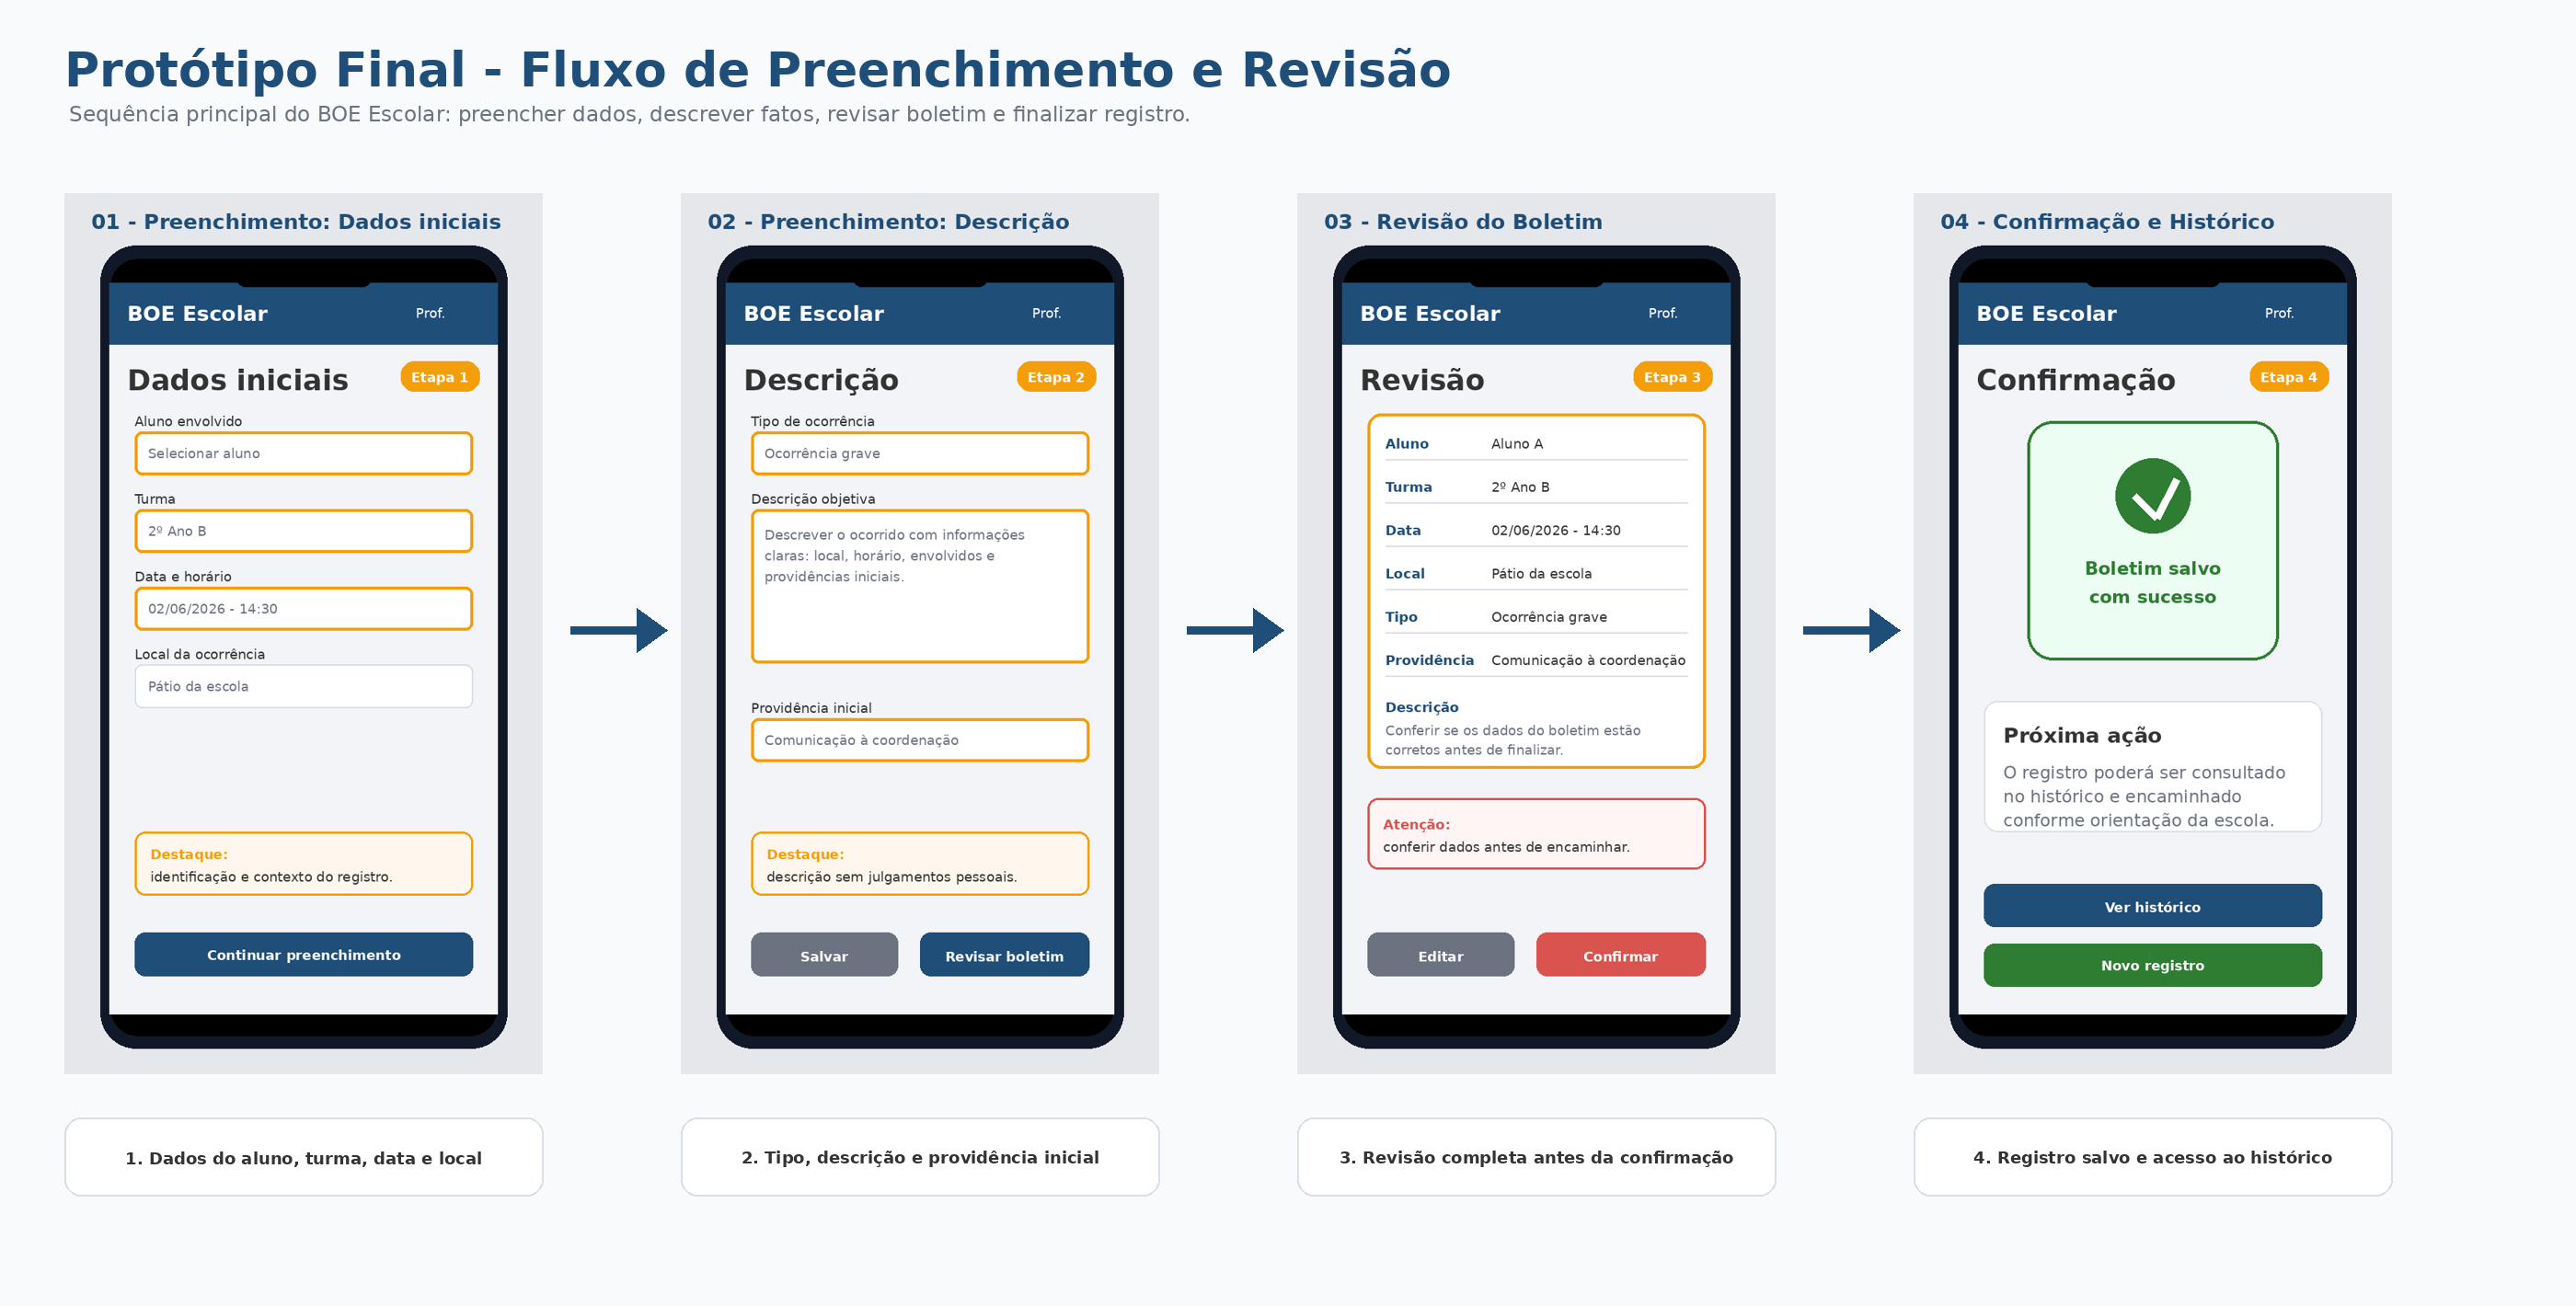 Protótipo Final - Fluxo de Preenchimento e Revisão
Sequência principal do BOE Escolar: preencher dados, descrever fatos, revisar boletim e finalizar registro.
01 - Preenchimento: Dados iniciais
BOE Escolar
Prof.
Dados iniciais
Etapa 1
Aluno envolvido
Selecionar aluno
Turma
2º Ano B
Data e horário
02/06/2026 - 14:30
Local da ocorrência
Pátio da escola
Destaque:
identificação e contexto do registro.
Continuar preenchimento
1. Dados do aluno, turma, data e local
02 - Preenchimento: Descrição
BOE Escolar
Prof.
Descrição
Etapa 2
Tipo de ocorrência
Ocorrência grave
Descrição objetiva
Descrever o ocorrido com informações
claras: local, horário, envolvidos e
providências iniciais.
Providência inicial
Comunicação à coordenação
Destaque:
descrição sem julgamentos pessoais.
Salvar
Revisar boletim
2. Tipo, descrição e providência inicial
03 - Revisão do Boletim
BOE Escolar
Prof.
Revisão
Etapa 3
Aluno Aluno A
Turma 2º Ano B
Data 02/06/2026 - 14:30
Local Pátio da escola
Tipo Ocorrência grave
Providência Comunicação à coordenação
Descrição
Conferir se os dados do boletim estão
corretos antes de finalizar.
Atenção:
conferir dados antes de encaminhar.
Editar
Confirmar
3. Revisão completa antes da confirmação
04 - Confirmação e Histórico
BOE Escolar
Prof.
Confirmação
Etapa 4
Boletim salvo
com sucesso
Próxima ação
O registro poderá ser consultado
no histórico e encaminhado
conforme orientação da escola.
Ver histórico
Novo registro
4. Registro salvo e acesso ao histórico